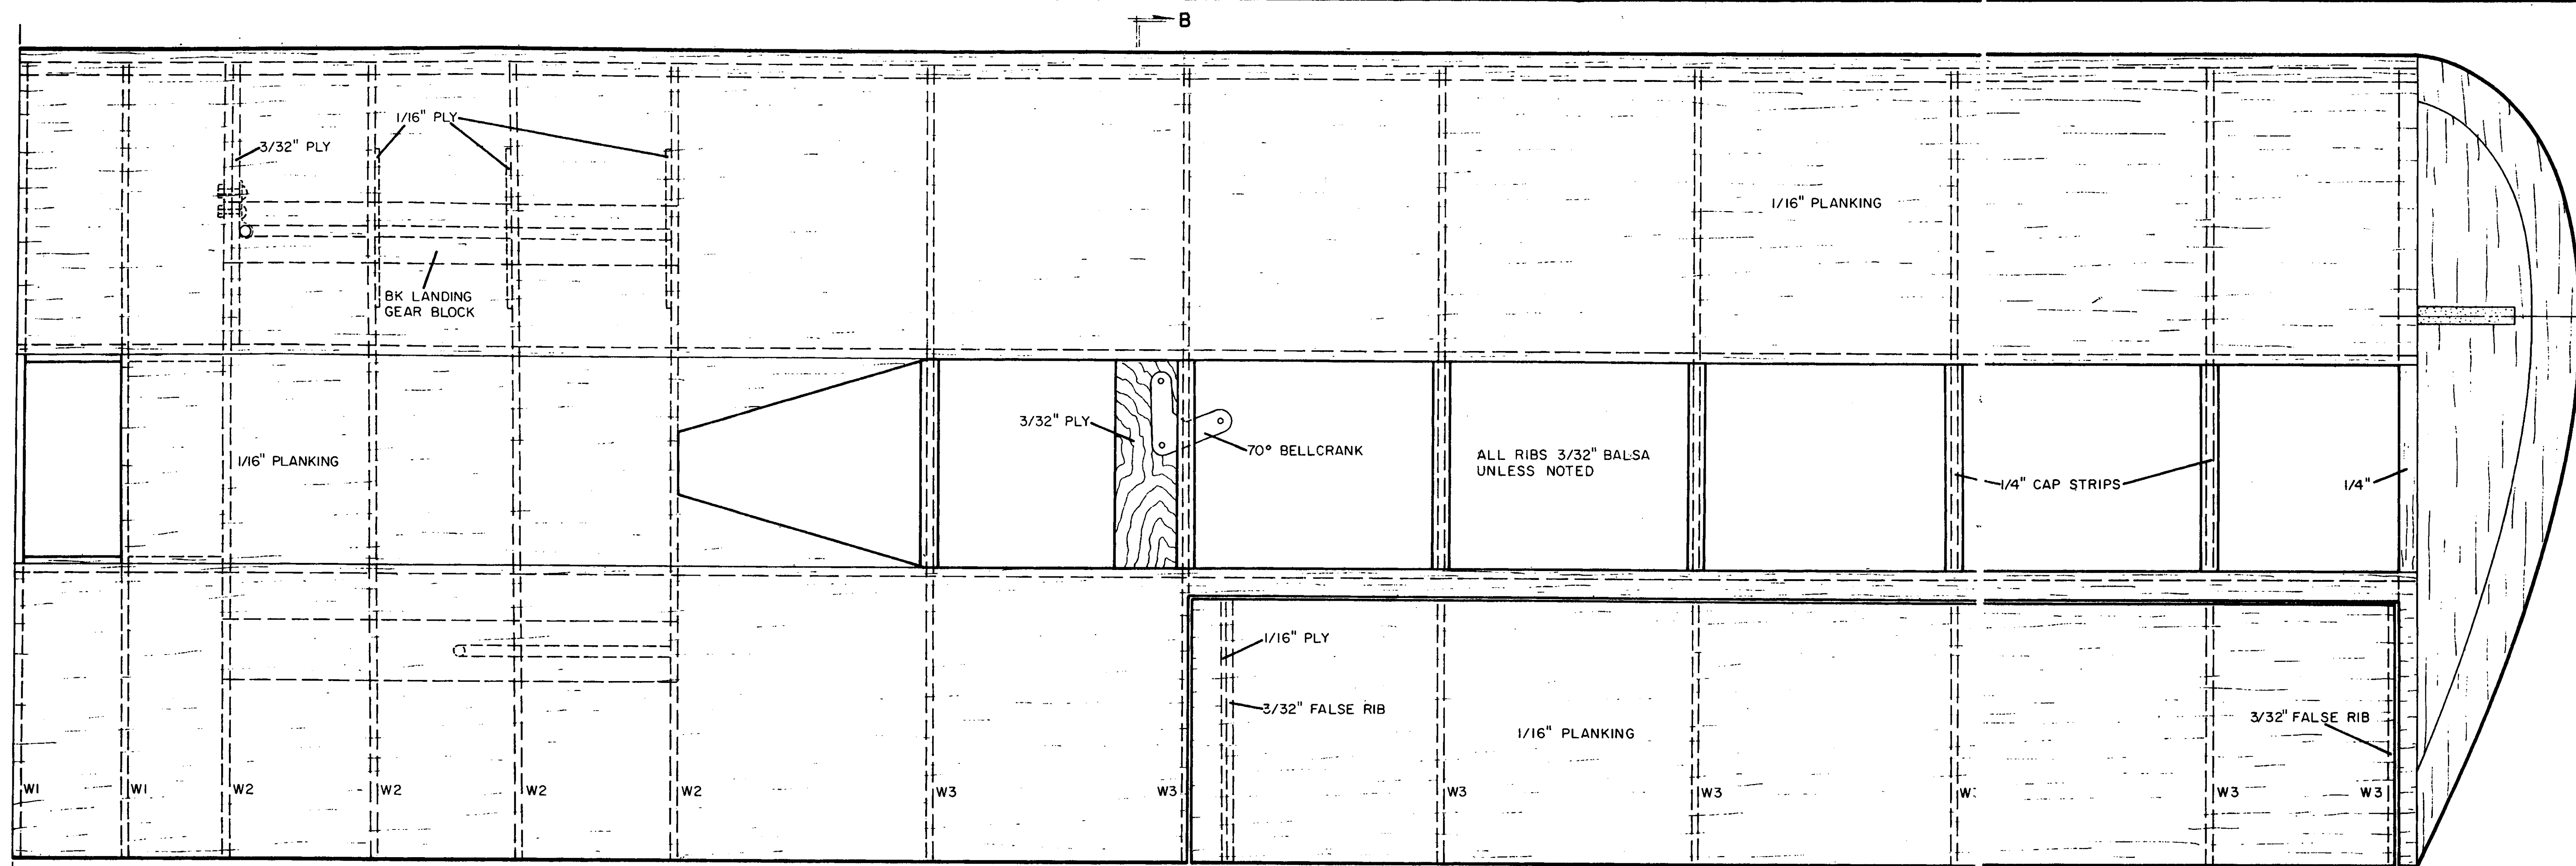 B
1/16" PLY
3/32" PLY
1/16" PLANKING
BK LANDING
GEAR BLOCK
3/32" PLY
70° BELLCRANK
ALL RIBS 3/32" BALSA
UNLESS NOTED
1/16" PLANKING
1/4" CAP STRIPS
1/4"
1/16" PLY
3/32" FALSE RIB
1/16" PLANKING
3/32" FALSE RIB
W1 W1 W2 W2 W2 W2 W3 W3 W3 W3 W3 W3